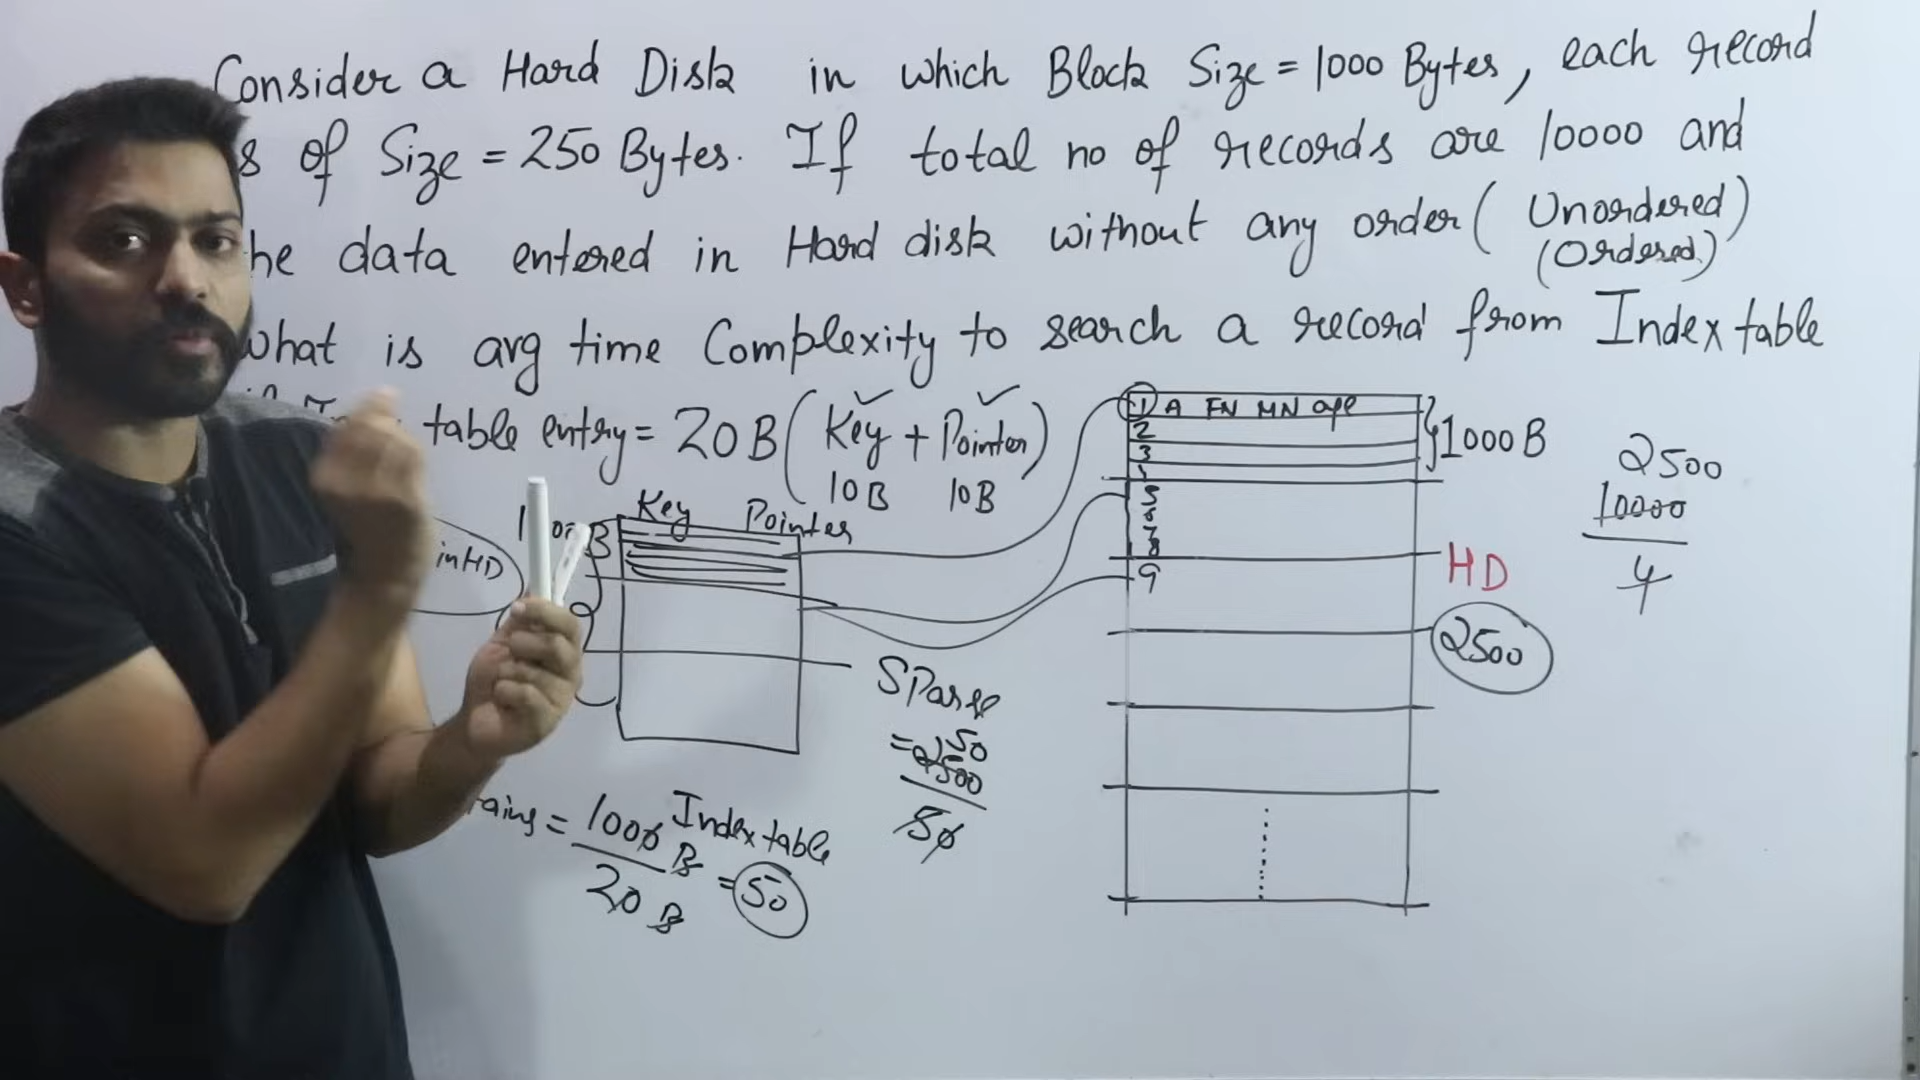 Consider a Hard Disk in which Block Size = 1000 Bytes, each record
s of Size = 250 Bytes. If total no of records are 10000 and
he data entered in Hard disk without any order ( Unordered)
(Ordered)
what is avg time Complexity to search a record from Index table
table entry = 20B ( Key + Pointer)
10B 10B
1 A FN MN
2
3
4
5
6
7
8
9
1000B
2500
10000
4
HD
2500
Key Pointer
B
in HD
SParse
= 2500
50
50
Index table
= 1000 B
20 B
= 50